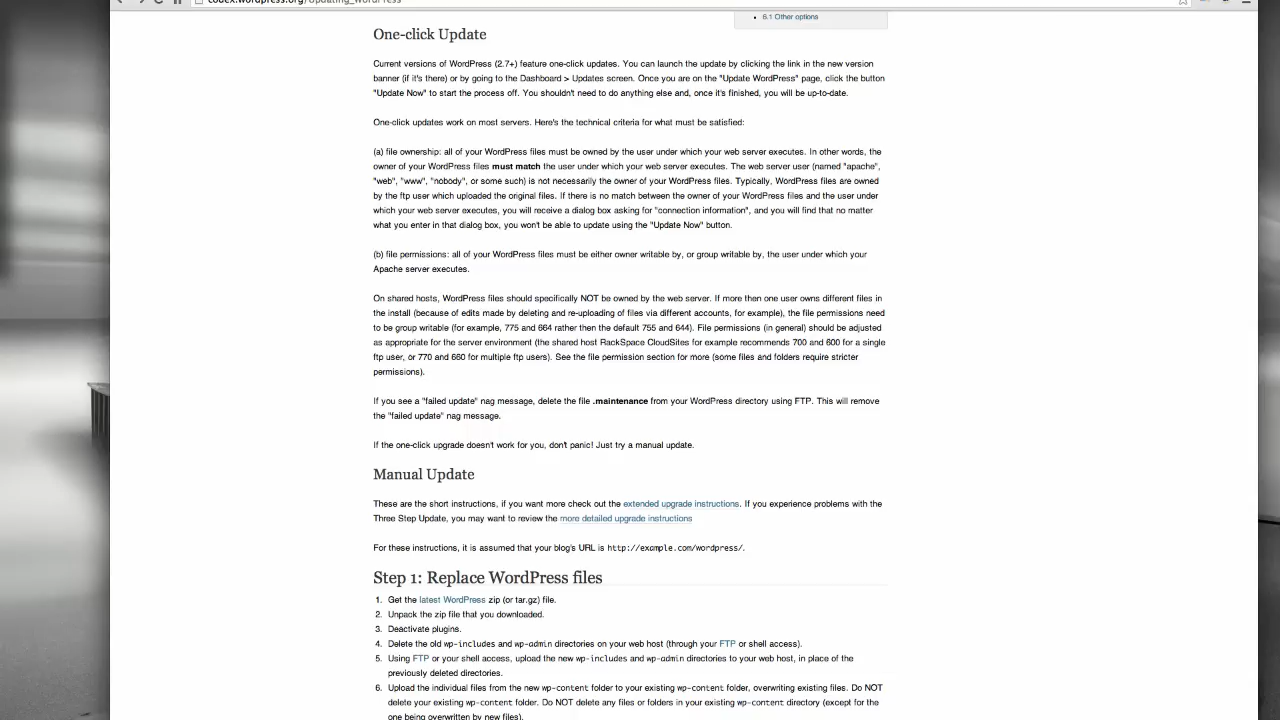 codex.wordpress.org/Updating_WordPress
6.1 Other options
One-click Update
Current versions of WordPress (2.7+) feature one-click updates. You can launch the update by clicking the link in the new version
banner (if it's there) or by going to the Dashboard > Updates screen. Once you are on the "Update WordPress" page, click the button
"Update Now" to start the process off. You shouldn't need to do anything else and, once it's finished, you will be up-to-date.
One-click updates work on most servers. Here's the technical criteria for what must be satisfied:
(a) file ownership: all of your WordPress files must be owned by the user under which your web server executes. In other words, the
owner of your WordPress files must match the user under which your web server executes. The web server user (named "apache",
"web", "www", "nobody", or some such) is not necessarily the owner of your WordPress files. Typically, WordPress files are owned
by the ftp user which uploaded the original files. If there is no match between the owner of your WordPress files and the user under
which your web server executes, you will receive a dialog box asking for "connection information", and you will find that no matter
what you enter in that dialog box, you won't be able to update using the "Update Now" button.
(b) file permissions: all of your WordPress files must be either owner writable by, or group writable by, the user under which your
Apache server executes.
On shared hosts, WordPress files should specifically NOT be owned by the web server. If more then one user owns different files in
the install (because of edits made by deleting and re-uploading of files via different accounts, for example), the file permissions need
to be group writable (for example, 775 and 664 rather then the default 755 and 644). File permissions (in general) should be adjusted
as appropriate for the server environment (the shared host RackSpace CloudSites for example recommends 700 and 600 for a single
ftp user, or 770 and 660 for multiple ftp users). See the file permission section for more (some files and folders require stricter
permissions).
If you see a "failed update" nag message, delete the file .maintenance from your WordPress directory using FTP. This will remove
the "failed update" nag message.
If the one-click upgrade doesn't work for you, don't panic! Just try a manual update.
Manual Update
These are the short instructions, if you want more check out the extended upgrade instructions. If you experience problems with the
Three Step Update, you may want to review the more detailed upgrade instructions
For these instructions, it is assumed that your blog's URL is http://example.com/wordpress/.
Step 1: Replace WordPress files
1. Get the latest WordPress zip (or tar.gz) file.
2. Unpack the zip file that you downloaded.
3. Deactivate plugins.
4. Delete the old wp-includes and wp-admin directories on your web host (through your FTP or shell access).
5. Using FTP or your shell access, upload the new wp-includes and wp-admin directories to your web host, in place of the
previously deleted directories.
6. Upload the individual files from the new wp-content folder to your existing wp-content folder, overwriting existing files. Do NOT
delete your existing wp-content folder. Do NOT delete any files or folders in your existing wp-content directory (except for the
one being overwritten by new files).